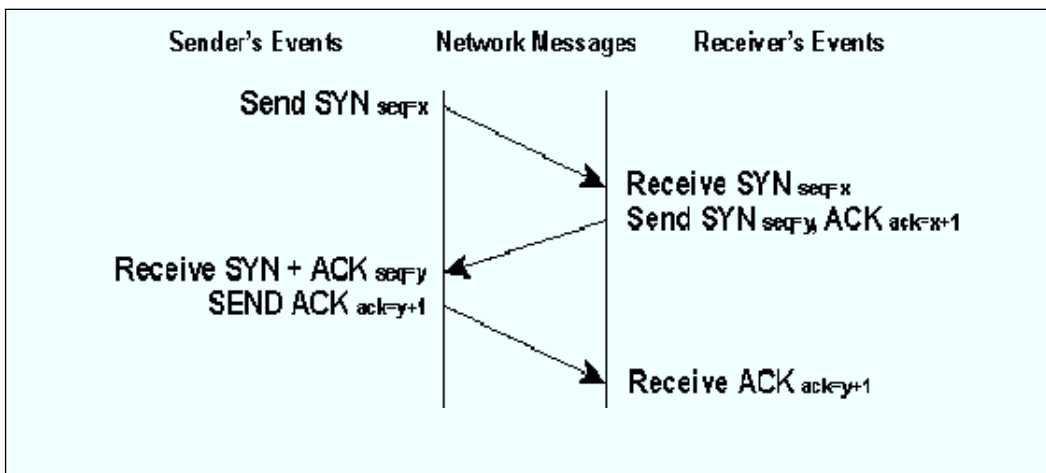 Sender's Events Network Messages Receiver's Events
Send SYN seq=x
Receive SYN seq=x
Send SYN seq=y, ACK ack=x+1
Receive SYN + ACK seq=y
SEND ACK ack=y+1
Receive ACK ack=y+1